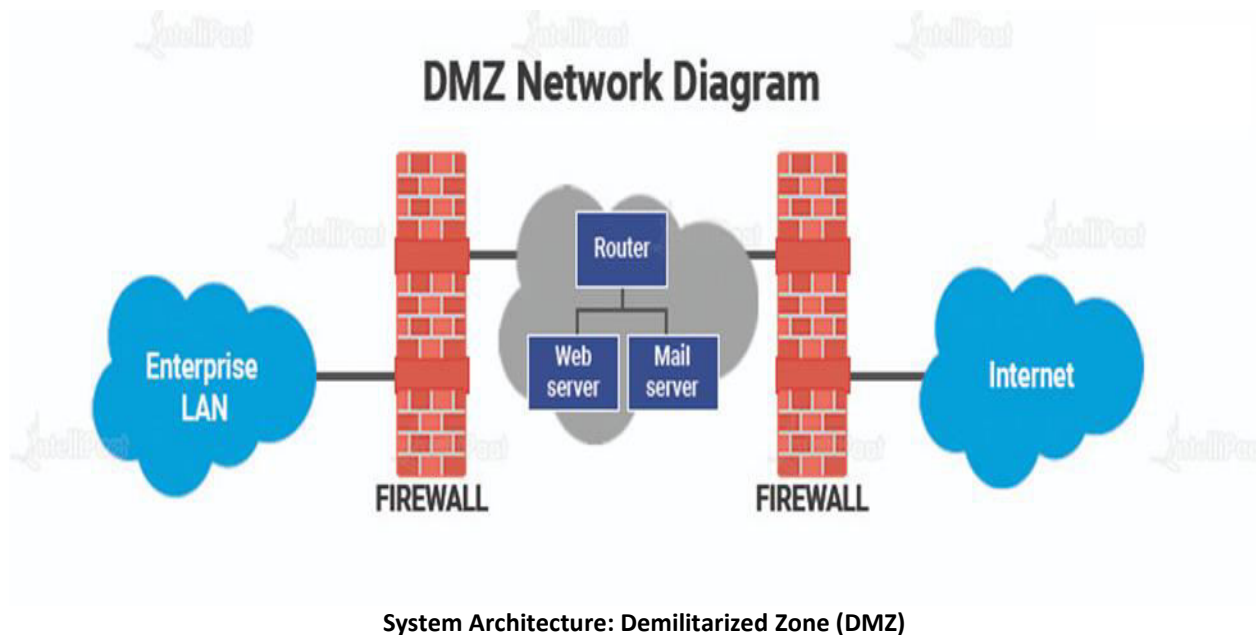 DMZ Network Diagram
Router
Enterprise
LAN
Web
server
Mail
server
Internet
FIREWALL
FIREWALL
System Architecture: Demilitarized Zone (DMZ)